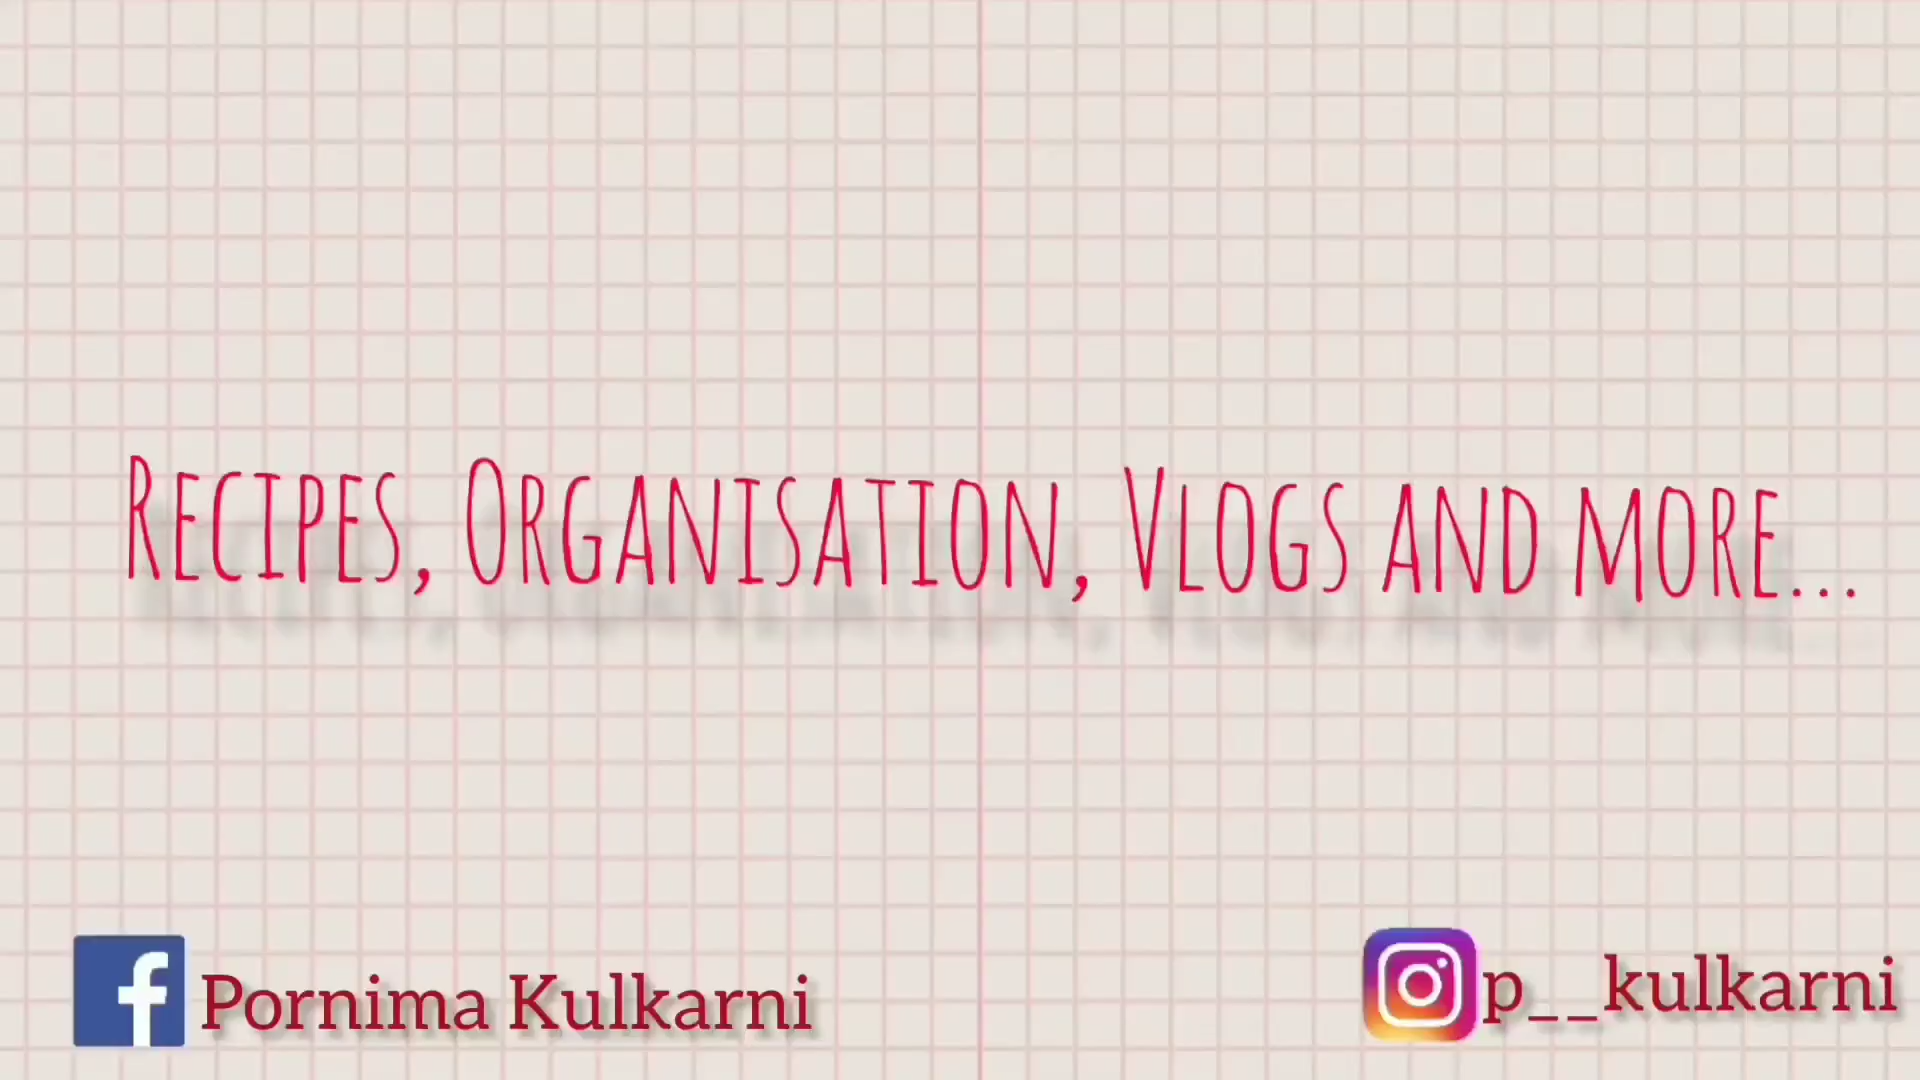 Recipes, Organisation, Vlogs and more...
Pornima Kulkarni
p__kulkarni